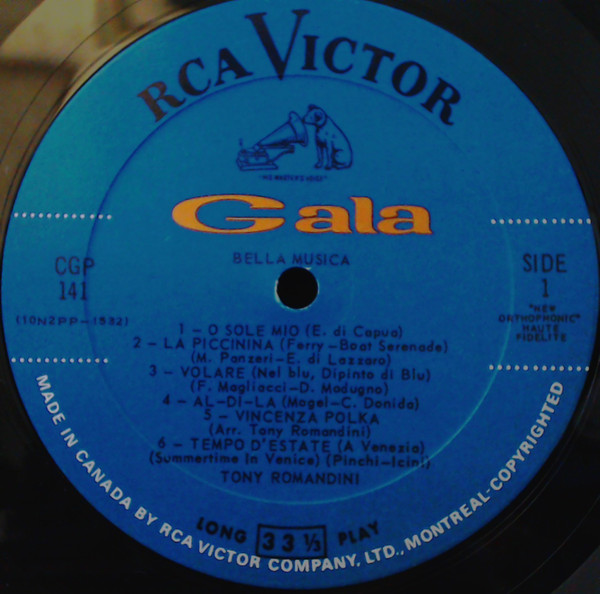 RCA VICTOR
"HIS MASTER'S VOICE"
Gala
BELLA MUSICA
CGP
141
(10N2PP-1532)
SIDE
1
"NEW
ORTHOPHONIC"
HAUTE
FIDELITE
1 - O SOLE MIO (E. di Capua)
2 - LA PICCININA (Ferry-Boat Serenade)
(M. Panzeri-E. di Lazzaro)
3 - VOLARE (Nel blu, Dipinto di Blu)
(F. Magliacci-D. Modugno)
4 - AL-DI-LA (Mogel-C. Donida)
5 - VINCENZA POLKA
(Arr. Tony Romandini)
6 - TEMPO D'ESTATE (A Venezia)
(Summertime In Venice) (Pinchi-Icini)
TONY ROMANDINI
LONG 33 1/3 PLAY
MADE IN CANADA BY RCA VICTOR COMPANY, LTD., MONTREAL-COPYRIGHTED